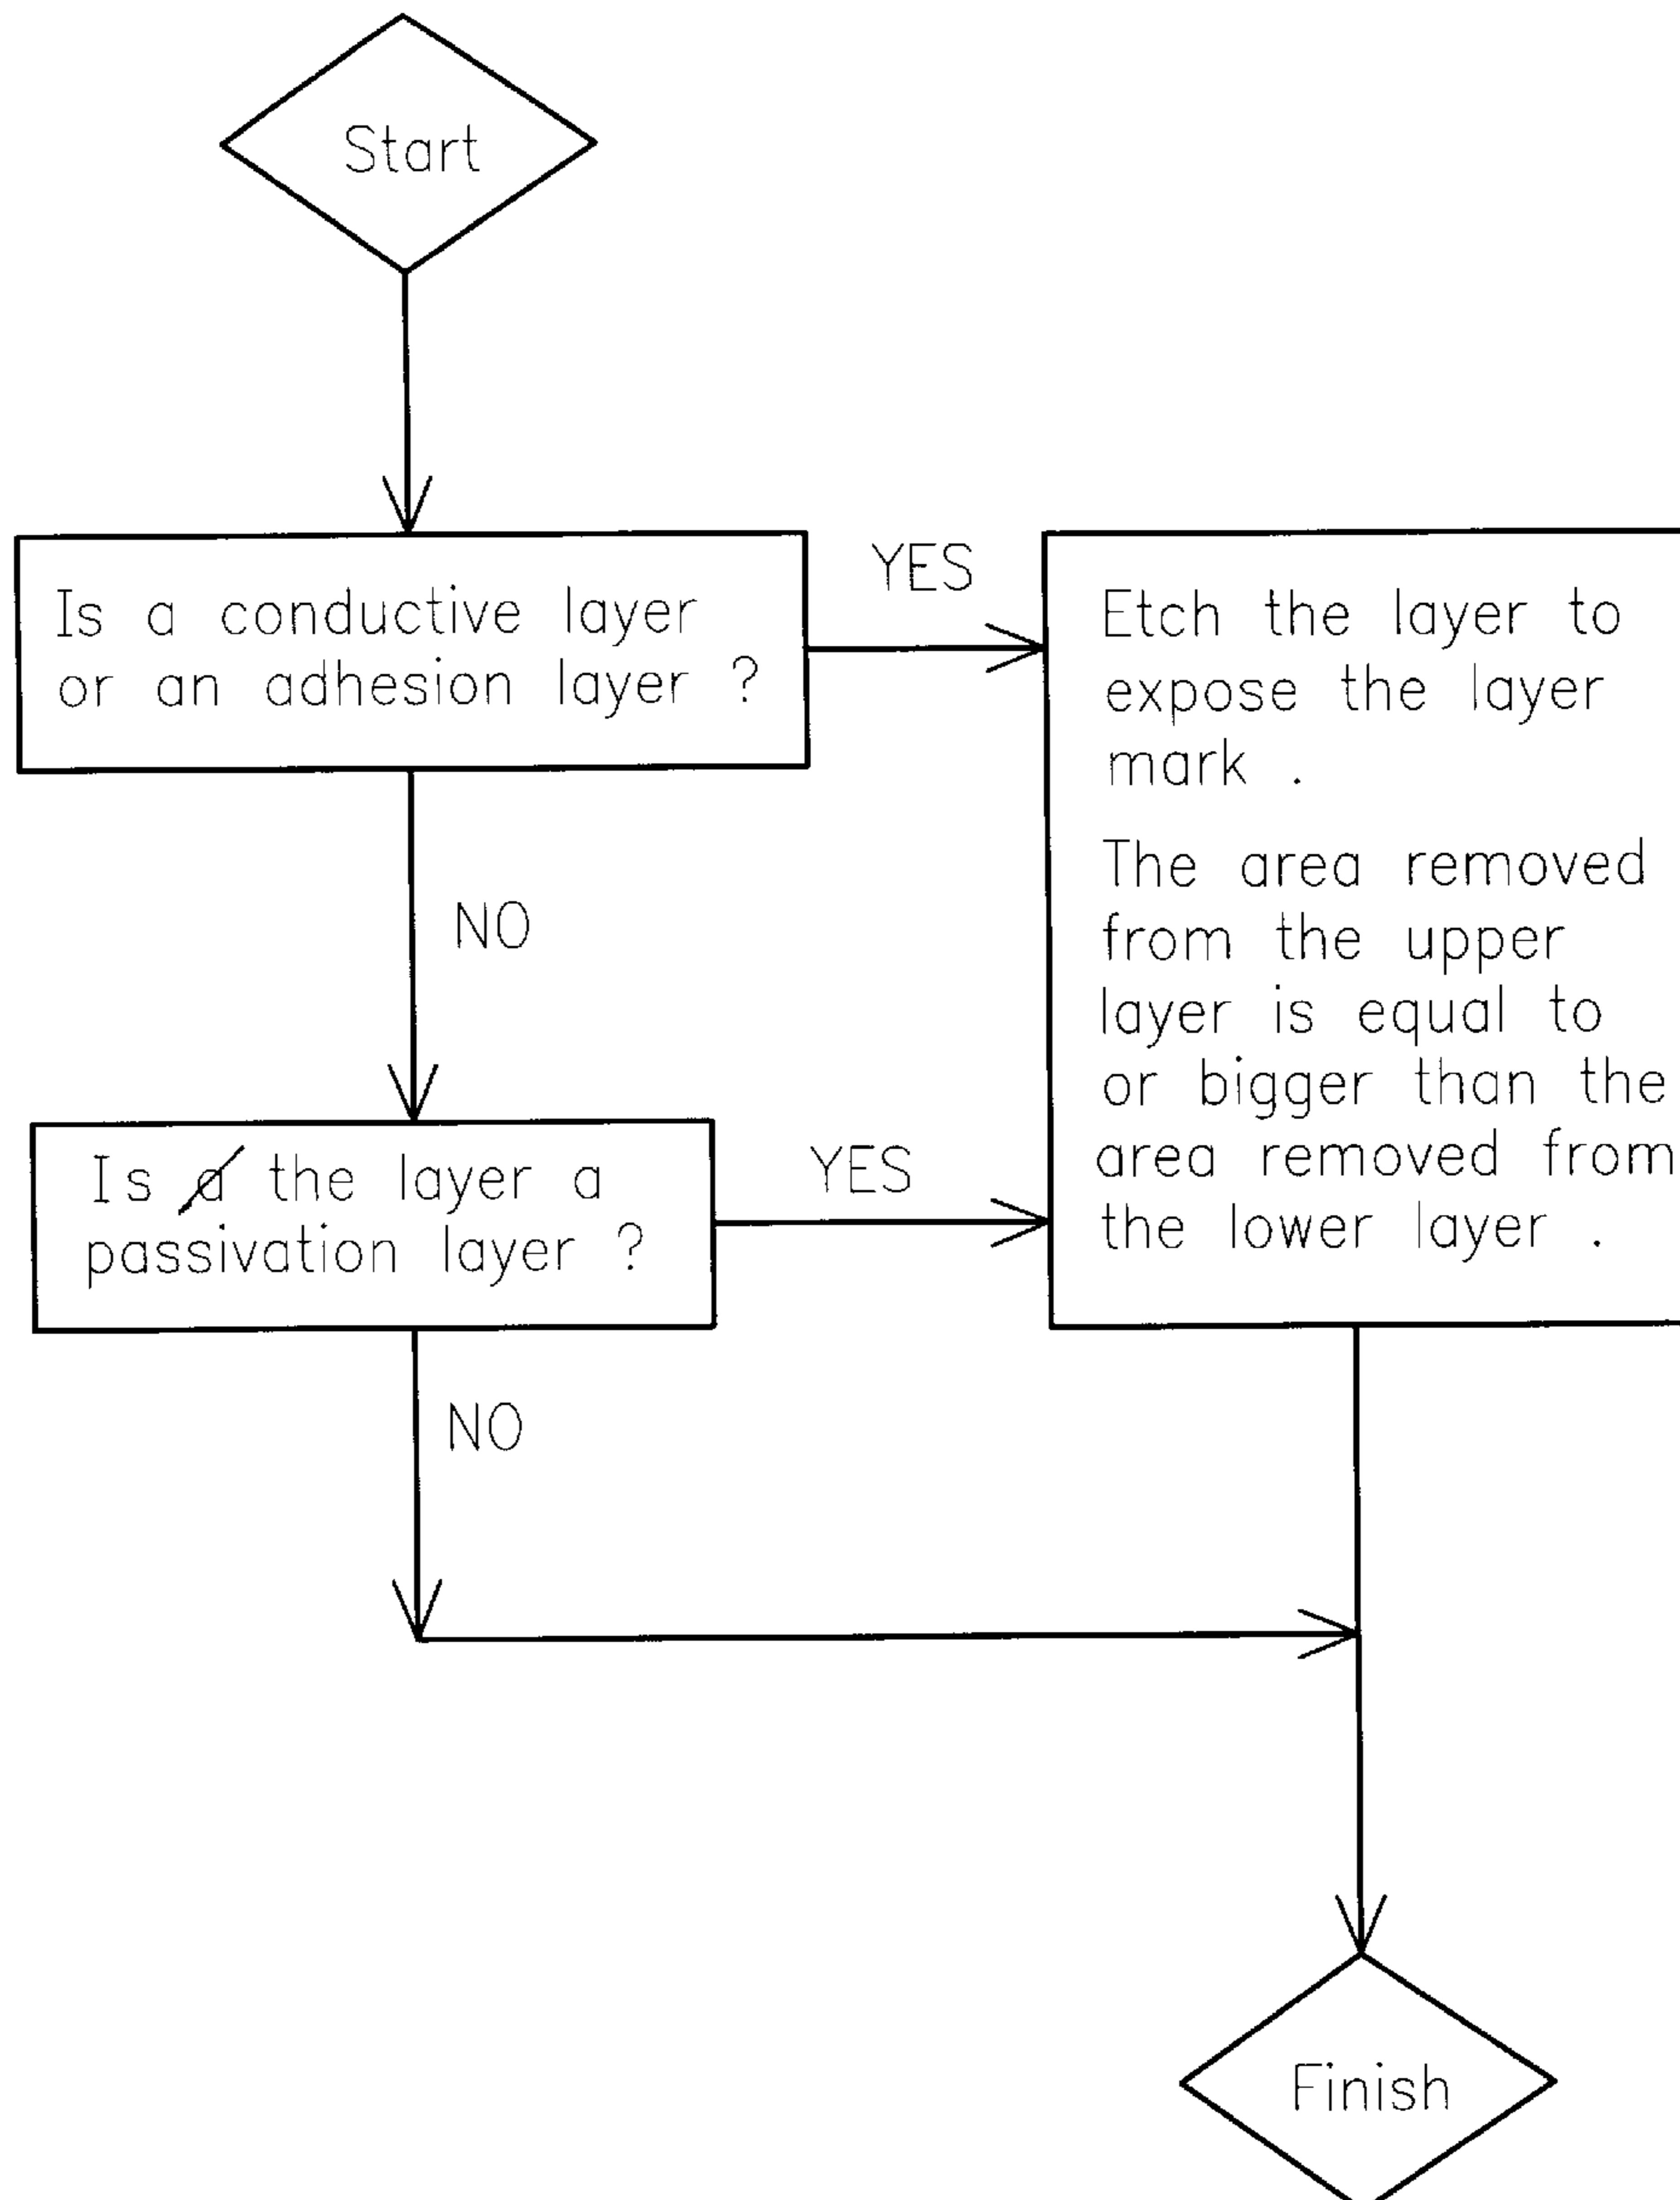 Start
Is a conductive layer
or an adhesion layer ?
YES
Etch the layer to
expose the layer
mark .
The area removed
from the upper
layer is equal to
or bigger than the
area removed from
the lower layer .
NO
Is a the layer a
passivation layer ?
YES
NO
Finish